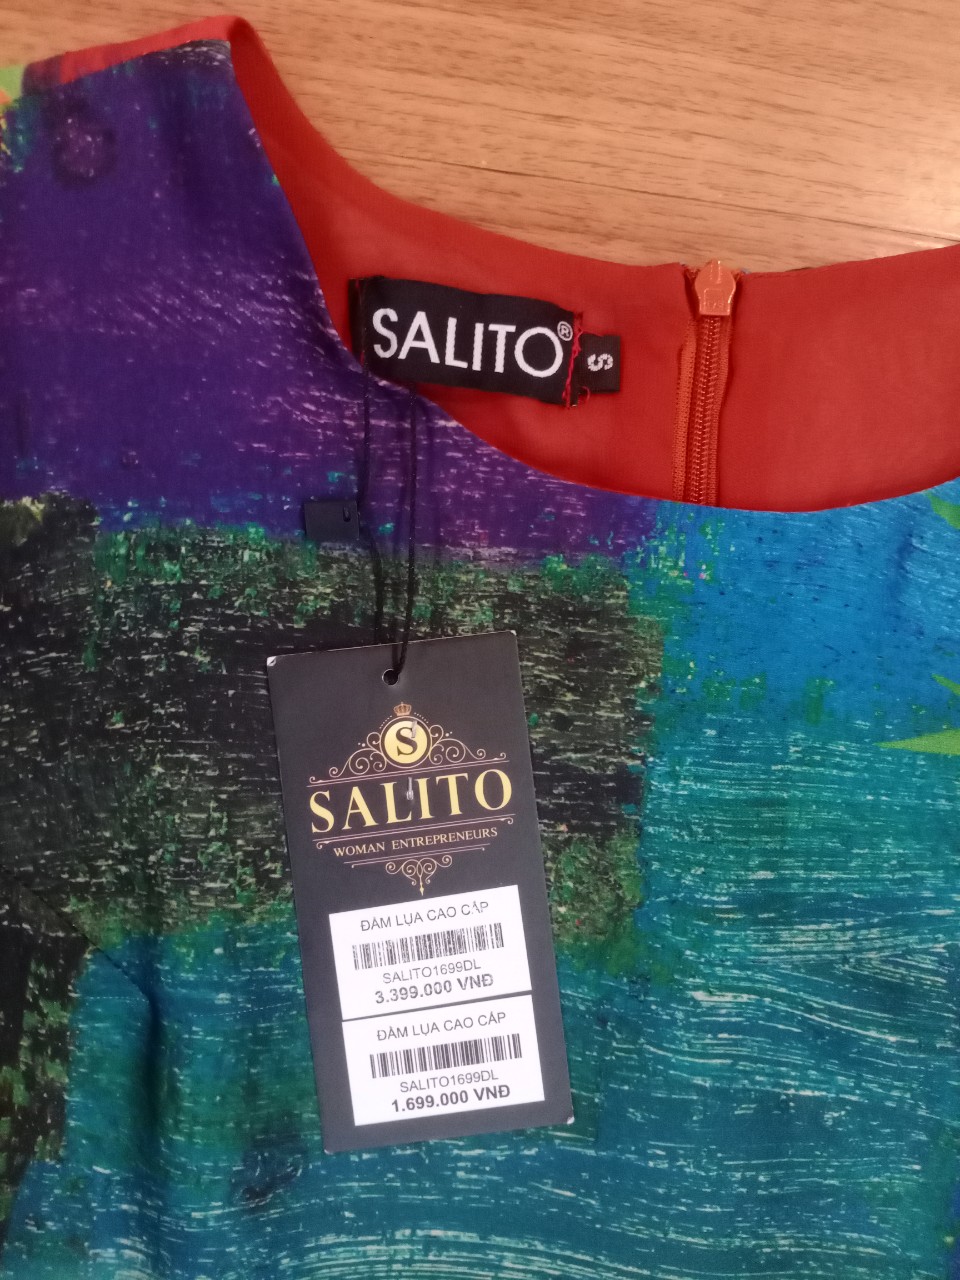 SALITO®
S
S
SALITO
WOMAN ENTREPRENEURS
ĐẦM LỤA CAO CẤP
SALITO1699DL
3.399.000 VNĐ
ĐẦM LỤA CAO CẤP
SALITO1699DL
1.699.000 VNĐ